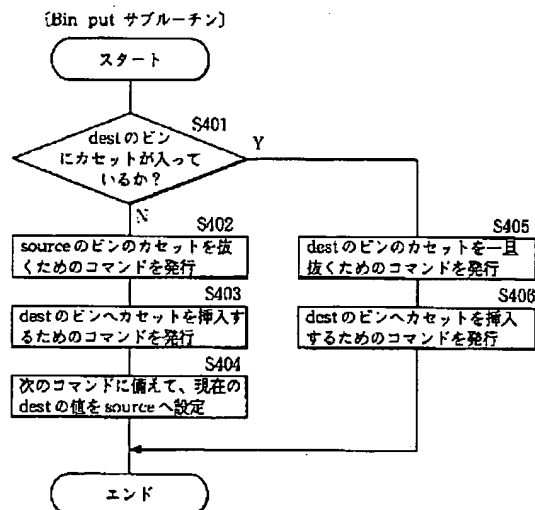 〔Bin put サブルーチン〕
スタート
S401
destのビン
にカセットが入って
いるか?
Y
N
S402
sourceのビンのカセットを抜
くためのコマンドを発行
S403
destのビンへカセットを挿入す
るためのコマンドを発行
S404
次のコマンドに備えて、現在の
destの値をsourceへ設定
S405
destのビンのカセットを一旦
抜くためのコマンドを発行
S406
destのビンへカセットを挿入
するためのコマンドを発行
エンド